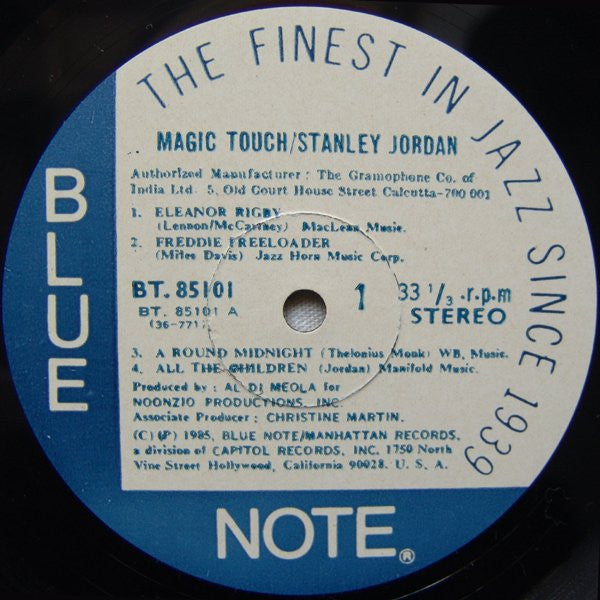 THE FINEST IN JAZZ SINCE 1939
MAGIC TOUCH/STANLEY JORDAN
Authorized Manufacturer : The Gramophone Co. of
India Ltd. 5, Old Court House Street Calcutta-700 001
1. ELEANOR RIGBY
(Lennon/McCartney) MacLean Music.
2. FREDDIE FREELOADER
(Miles Davis) Jazz Horn Music Corp.
BT. 85101 1 33 1/3 .r.p.m
BT. 85101 A STEREO
(36-771)
3. A ROUND MIDNIGHT (Thelonius Monk) WB. Music.
4. ALL THE CHILDREN (Jordan) Manifold Music.
Produced by : AL DI MEOLA for
NOONZIO PRODUCTIONS, INC.
Associate Producer : CHRISTINE MARTIN.
(C) (P) 1985, BLUE NOTE/MANHATTAN RECORDS,
a division of CAPITOL RECORDS, INC. 1750 North
Vine Street Hollywood, California 90028. U. S. A.
BLUE
NOTE®